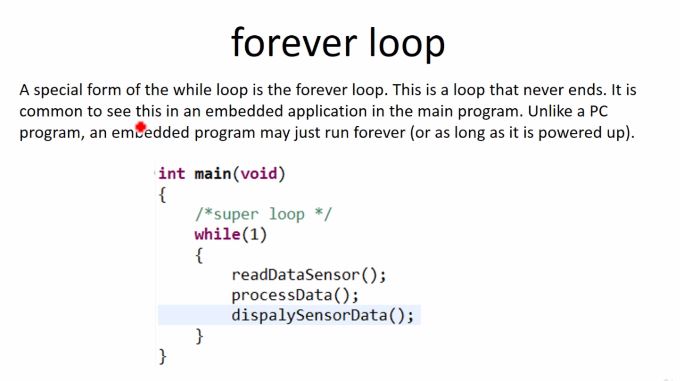 forever loop
A special form of the while loop is the forever loop. This is a loop that never ends. It is
common to see this in an embedded application in the main program. Unlike a PC
program, an embedded program may just run forever (or as long as it is powered up).
int main(void)
{
/*super loop */
while(1)
{
readDataSensor();
processData();
dispalySensorData();
}
}